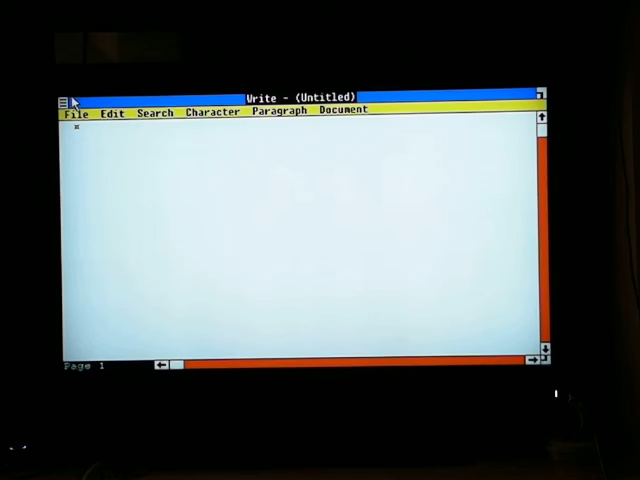 Write - (Untitled)
File Edit Search Character Paragraph Document
Page 1